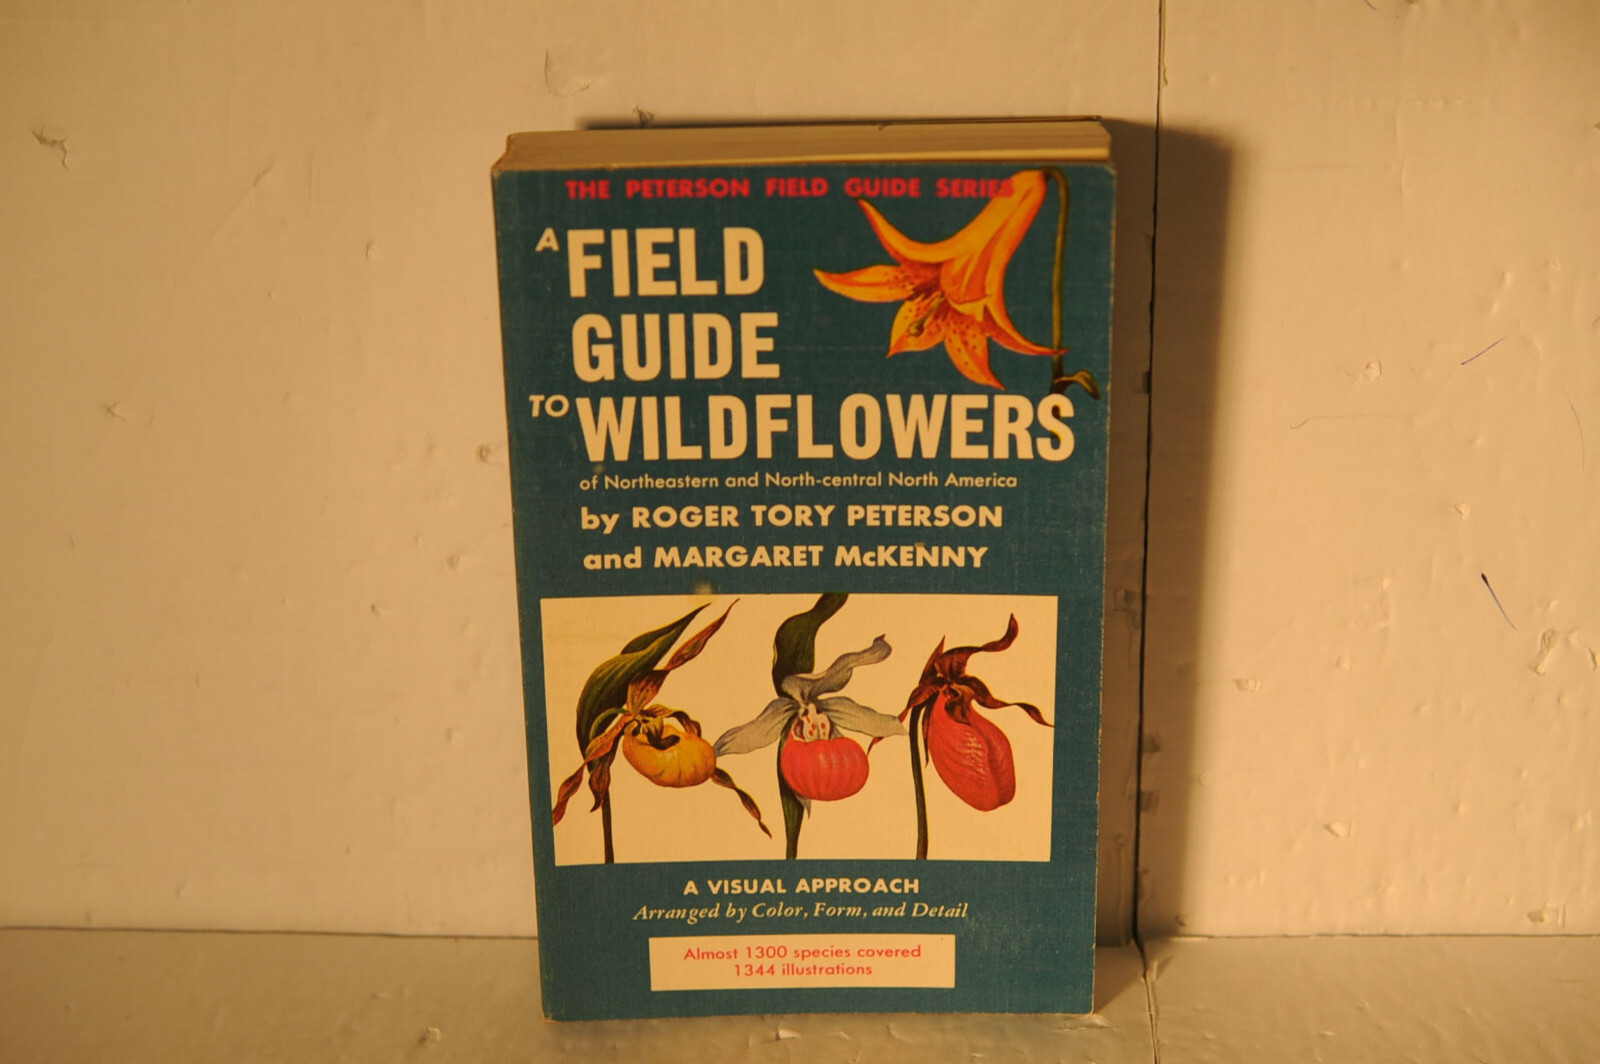 THE PETERSON FIELD GUIDE SERIES
A FIELD
GUIDE
TO WILDFLOWERS
of Northeastern and North-central North America
by ROGER TORY PETERSON
and MARGARET McKENNY
A VISUAL APPROACH
Arranged by Color, Form, and Detail
Almost 1300 species covered
1344 illustrations